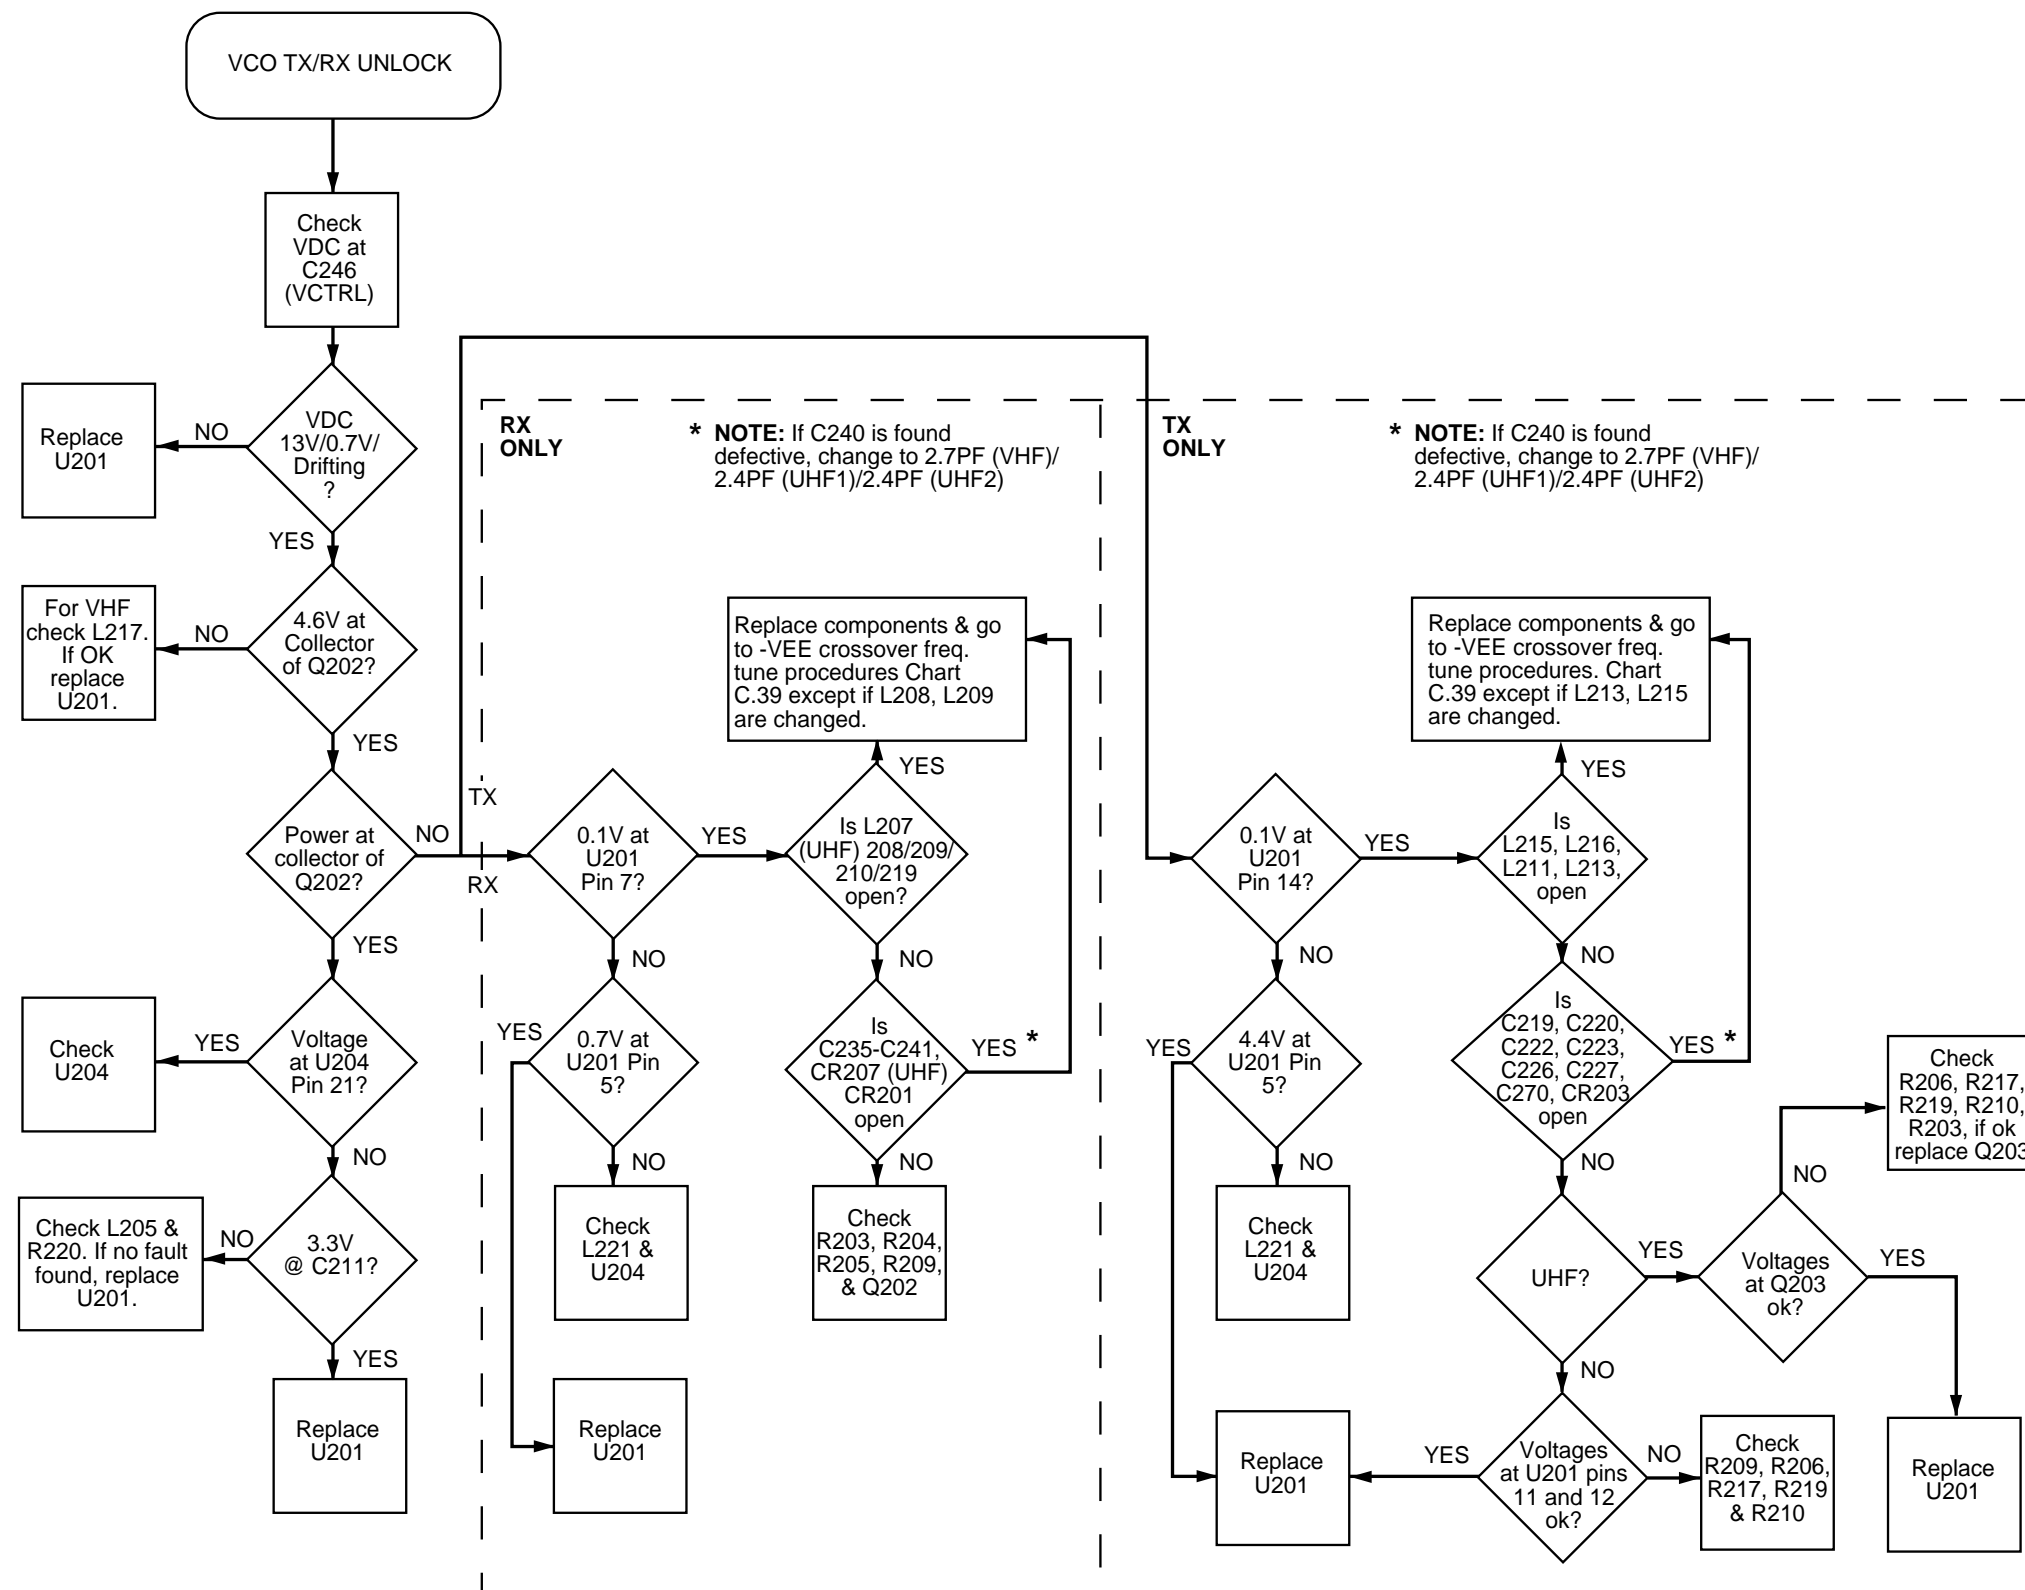 VCO TX/RX UNLOCK
Check
VDC at
C246
(VCTRL)
VDC
13V/0.7V/
Drifting
?
NO
Replace
U201
YES
4.6V at
Collector
of Q202?
NO
For VHF
check L217.
If OK
replace
U201.
YES
Power at
collector of
Q202?
NO
TX
RX
YES
Voltage
at U204
Pin 21?
YES
Check
U204
NO
3.3V
@ C211?
NO
Check L205 &
R220. If no fault
found, replace
U201.
YES
Replace
U201
RX
ONLY
* NOTE: If C240 is found
defective, change to 2.7PF (VHF)/
2.4PF (UHF1)/2.4PF (UHF2)
Replace components & go
to -VEE crossover freq.
tune procedures Chart
C.39 except if L208, L209
are changed.
YES
0.1V at
U201
Pin 7?
YES
Is L207
(UHF) 208/209/
210/219
open?
NO
NO
0.7V at
U201 Pin
5?
YES
Is
C235-C241,
CR207 (UHF)
CR201
open
YES *
NO
NO
Check
L221 &
U204
Check
R203, R204,
R205, R209,
& Q202
Replace
U201
TX
ONLY
* NOTE: If C240 is found
defective, change to 2.7PF (VHF)/
2.4PF (UHF1)/2.4PF (UHF2)
Replace components & go
to -VEE crossover freq.
tune procedures. Chart
C.39 except if L213, L215
are changed.
YES
0.1V at
U201
Pin 14?
YES
Is
L215, L216,
L211, L213,
open
NO
NO
4.4V at
U201 Pin
5?
YES
Is
C219, C220,
C222, C223,
C226, C227,
C270, CR203
open
YES *
NO
NO
Check
L221 &
U204
UHF?
YES
Voltages
at Q203
ok?
NO
Check
R206, R217,
R219, R210,
R203, if ok
replace Q203
YES
Replace
U201
NO
Voltages
at U201 pins
11 and 12
ok?
YES
Replace
U201
NO
Check
R209, R206,
R217, R219
& R210